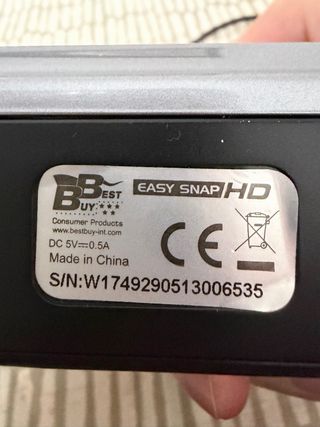 BEST
BUY
EASY SNAP HD
Consumer Products
www.bestbuy-int.com
DC 5V⎓0.5A
CE
Made in China
S/N:W1749290513006535